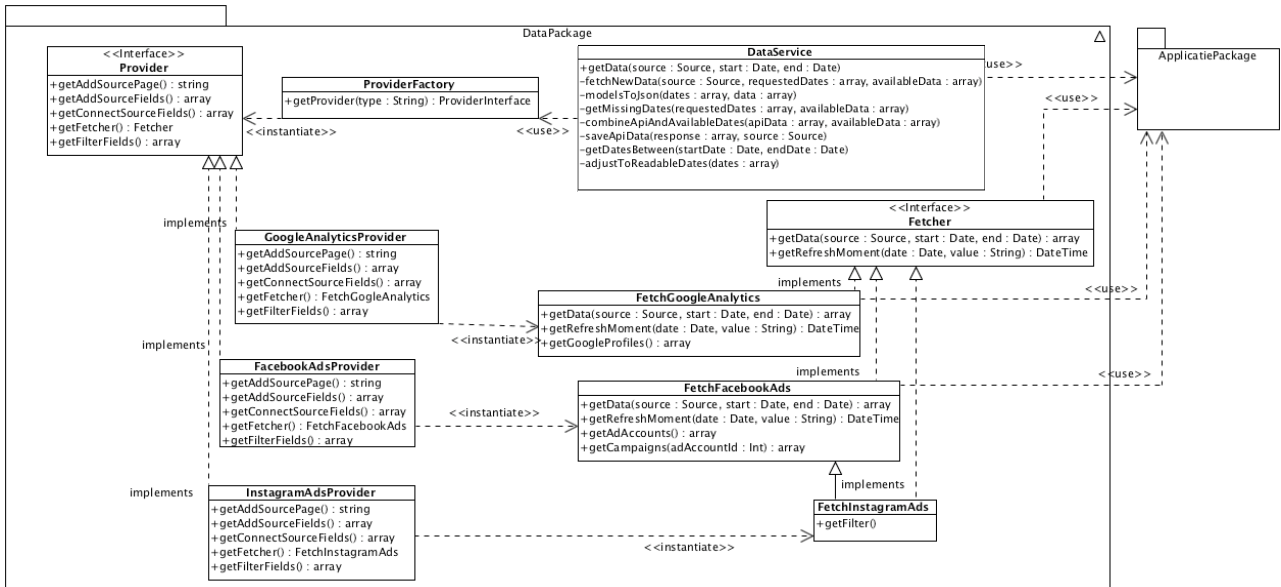 DataPackage
<<Interface>>
Provider
+getAddSourcePage() : string
+getAddSourceFields() : array
+getConnectSourceFields() : array
+getFetcher() : Fetcher
+getFilterFields() : array
ProviderFactory
+getProvider(type : String) : ProviderInterface
<<instantiate>>
<<use>>
DataService
+getData(source : Source, start : Date, end : Date)
-fetchNewData(source : Source, requestedDates : array, availableData : array)
-modelsToJson(dates : array, data : array)
-getMissingDates(requestedDates : array, availableData : array)
-combineApiAndAvailableDates(apiData : array, availableData : array)
-saveApiData(response : array, source : Source)
-getDatesBetween(startDate : Date, endDate : Date)
-adjustToReadableDates(dates : array)
use>>
<<use>>
ApplicatiePackage
implements
<<Interface>>
Fetcher
+getData(source : Source, start : Date, end : Date) : array
+getRefreshMoment(date : Date, value : String) : DateTime
GoogleAnalyticsProvider
+getAddSourcePage() : string
+getAddSourceFields() : array
+getConnectSourceFields() : array
+getFetcher() : FetchGogleAnalytics
+getFilterFields() : array
implements
<<use>>
FetchGoogleAnalytics
+getData(source : Source, start : Date, end : Date) : array
+getRefreshMoment(date : Date, value : String) : DateTime
+getGoogleProfiles() : array
<<instantiate>>
implements
FacebookAdsProvider
+getAddSourcePage() : string
+getAddSourceFields() : array
+getConnectSourceFields() : array
+getFetcher() : FetchFacebookAds
+getFilterFields() : array
<<instantiate>>
implements
<<use>>
FetchFacebookAds
+getData(source : Source, start : Date, end : Date) : array
+getRefreshMoment(date : Date, value : String) : DateTime
+getAdAccounts() : array
+getCampaigns(adAccountId : Int) : array
implements
implements
InstagramAdsProvider
+getAddSourcePage() : string
+getAddSourceFields() : array
+getConnectSourceFields() : array
+getFetcher() : FetchInstagramAds
+getFilterFields() : array
FetchInstagramAds
+getFilter()
<<instantiate>>